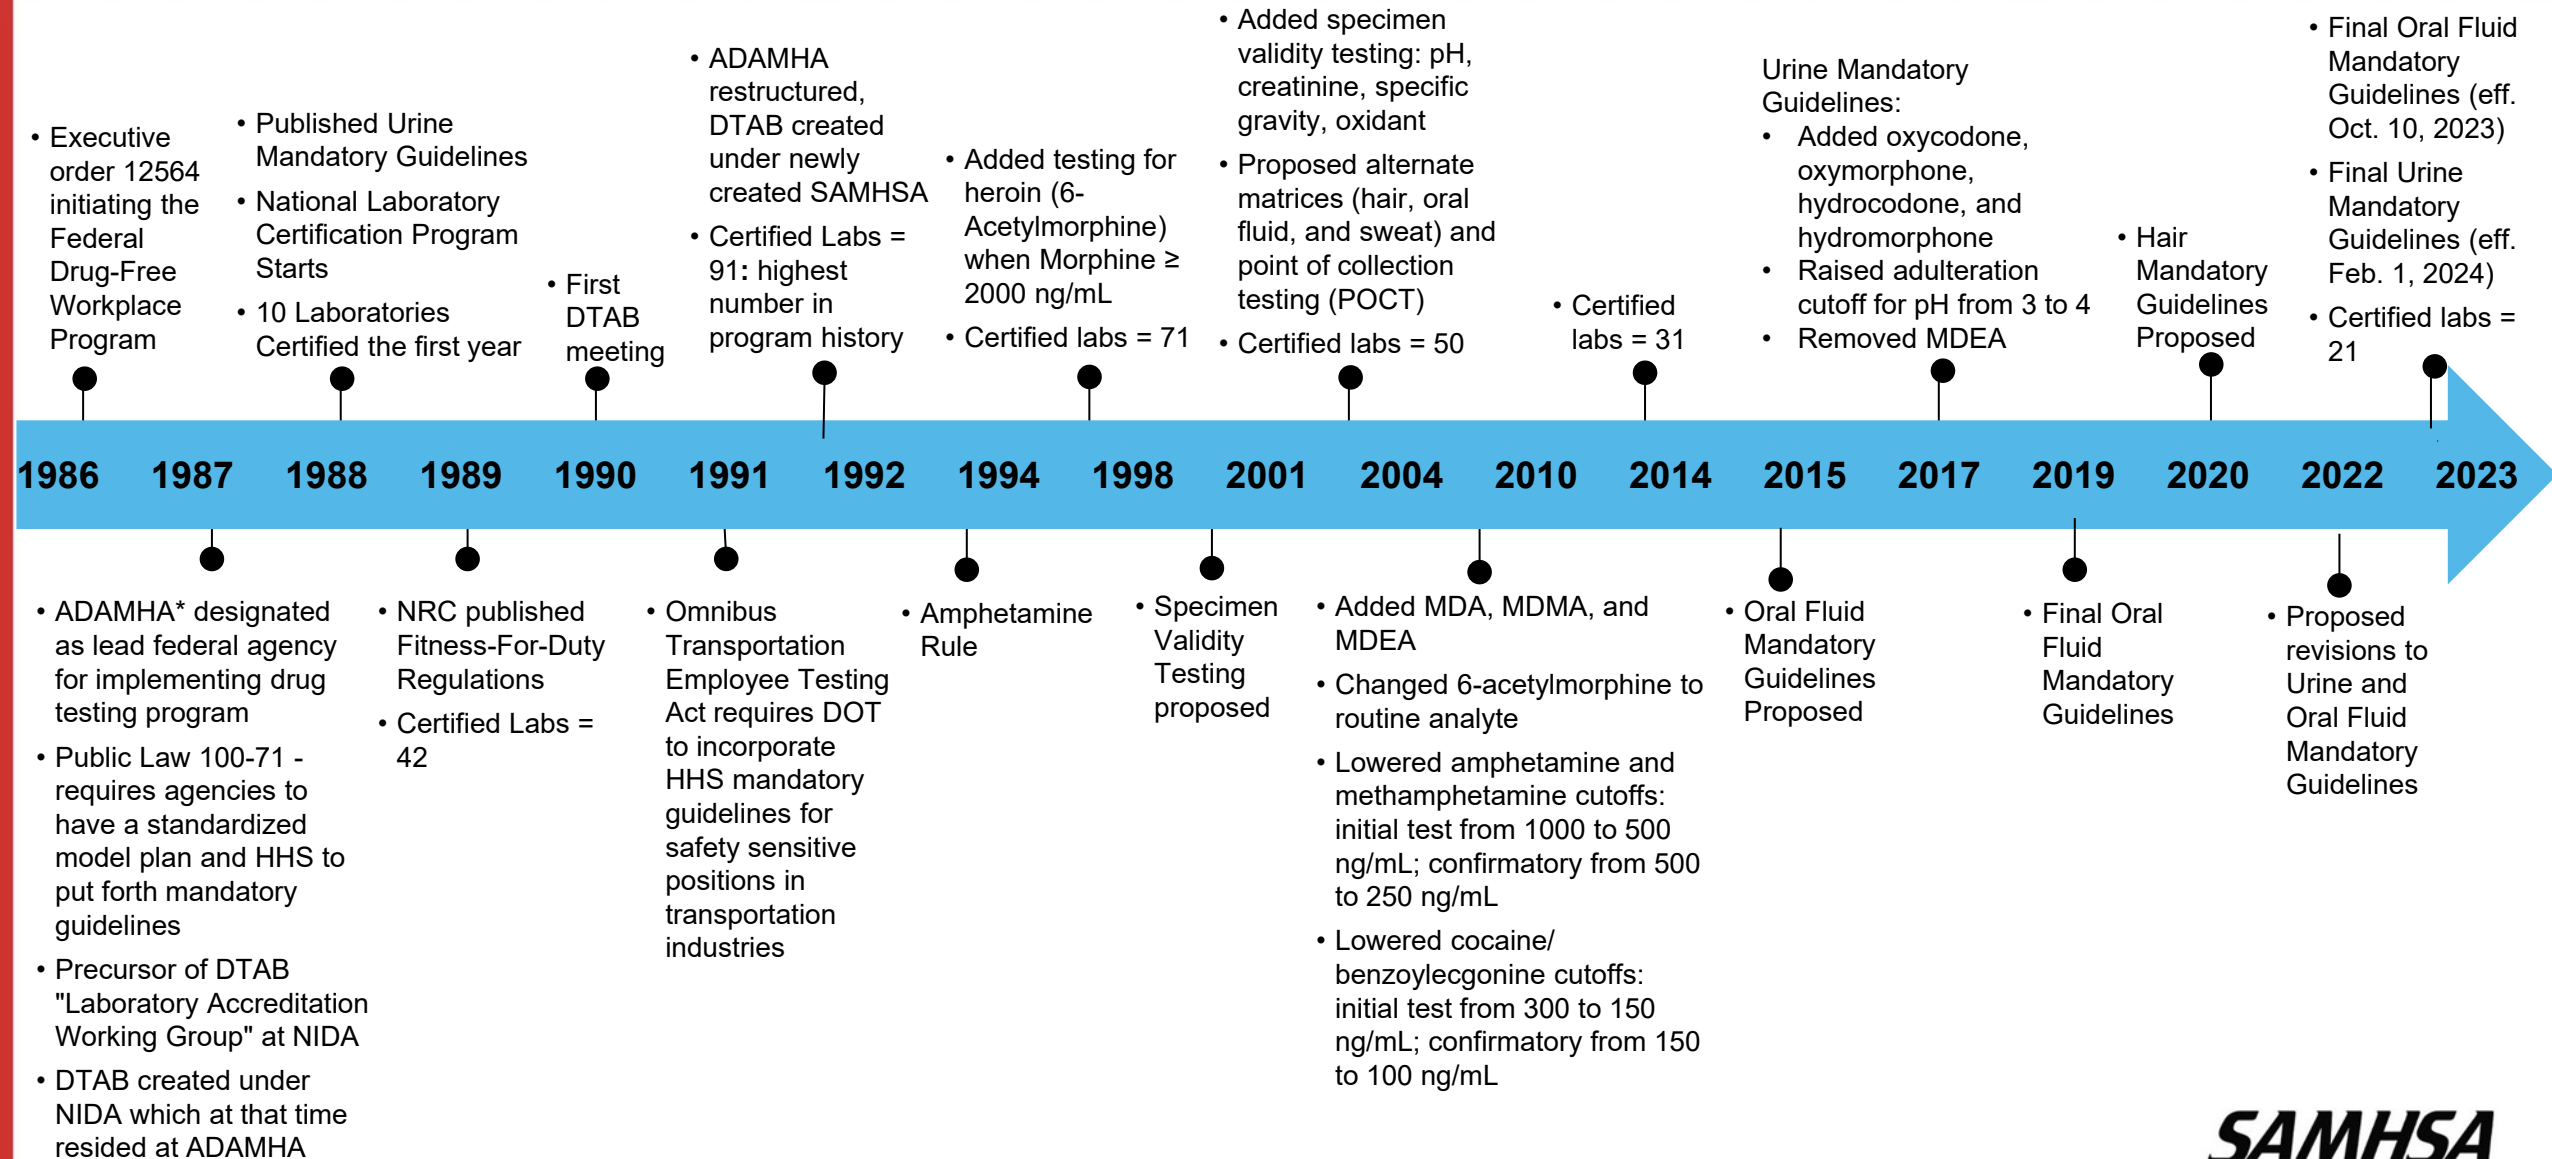 • Executive
order 12564
initiating the
Federal
Drug-Free
Workplace
Program
• Published Urine
Mandatory Guidelines
• National Laboratory
Certification Program
Starts
• 10 Laboratories
Certified the first year
• First
DTAB
meeting
• ADAMHA
restructured,
DTAB created
under newly
created SAMHSA
• Certified Labs =
91: highest
number in
program history
• Added testing for
heroin (6-
Acetylmorphine)
when Morphine ≥
2000 ng/mL
• Certified labs = 71
• Added specimen
validity testing: pH,
creatinine, specific
gravity, oxidant
• Proposed alternate
matrices (hair, oral
fluid, and sweat) and
point of collection
testing (POCT)
• Certified labs = 50
• Certified
labs = 31
Urine Mandatory
Guidelines:
• Added oxycodone,
oxymorphone,
hydrocodone, and
hydromorphone
• Raised adulteration
cutoff for pH from 3 to 4
• Removed MDEA
• Hair
Mandatory
Guidelines
Proposed
• Final Oral Fluid
Mandatory
Guidelines (eff.
Oct. 10, 2023)
• Final Urine
Mandatory
Guidelines (eff.
Feb. 1, 2024)
• Certified labs =
21
1986 1987 1988 1989 1990 1991 1992 1994 1998 2001 2004 2010 2014 2015 2017 2019 2020 2022 2023
• ADAMHA* designated
as lead federal agency
for implementing drug
testing program
• Public Law 100-71 -
requires agencies to
have a standardized
model plan and HHS to
put forth mandatory
guidelines
• Precursor of DTAB
"Laboratory Accreditation
Working Group" at NIDA
• DTAB created under
NIDA which at that time
resided at ADAMHA
• NRC published
Fitness-For-Duty
Regulations
• Certified Labs =
42
• Omnibus
Transportation
Employee Testing
Act requires DOT
to incorporate
HHS mandatory
guidelines for
safety sensitive
positions in
transportation
industries
• Amphetamine
Rule
• Specimen
Validity
Testing
proposed
• Added MDA, MDMA, and
MDEA
• Changed 6-acetylmorphine to
routine analyte
• Lowered amphetamine and
methamphetamine cutoffs:
initial test from 1000 to 500
ng/mL; confirmatory from 500
to 250 ng/mL
• Lowered cocaine/
benzoylecgonine cutoffs:
initial test from 300 to 150
ng/mL; confirmatory from 150
to 100 ng/mL
• Oral Fluid
Mandatory
Guidelines
Proposed
• Final Oral
Fluid
Mandatory
Guidelines
• Proposed
revisions to
Urine and
Oral Fluid
Mandatory
Guidelines
SAMHSA